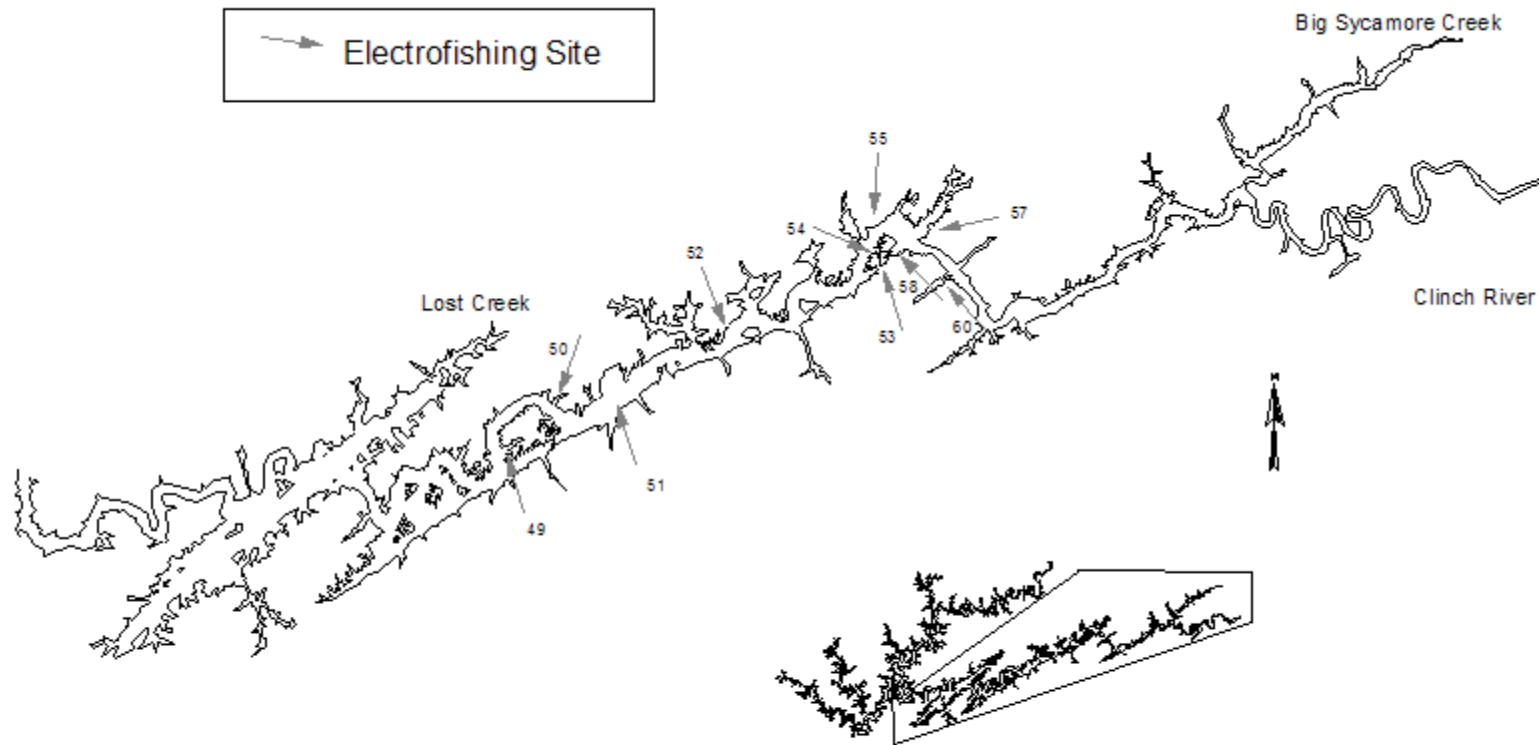 Electrofishing Site
Big Sycamore Creek
55
57
54
52
58
Clinch River
Lost Creek
53
60
50
51
49
N